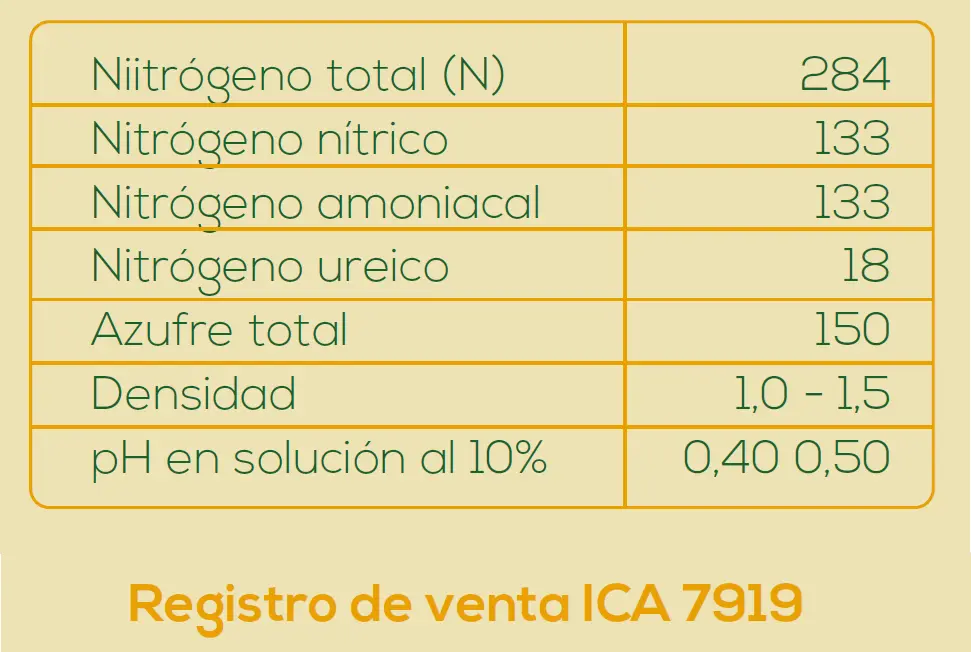 Niitrógeno total (N) 284
Nitrógeno nítrico 133
Nitrógeno amoniacal 133
Nitrógeno ureico 18
Azufre total 150
Densidad 1,0 - 1,5
pH en solución al 10% 0,40 0,50
Registro de venta ICA 7919